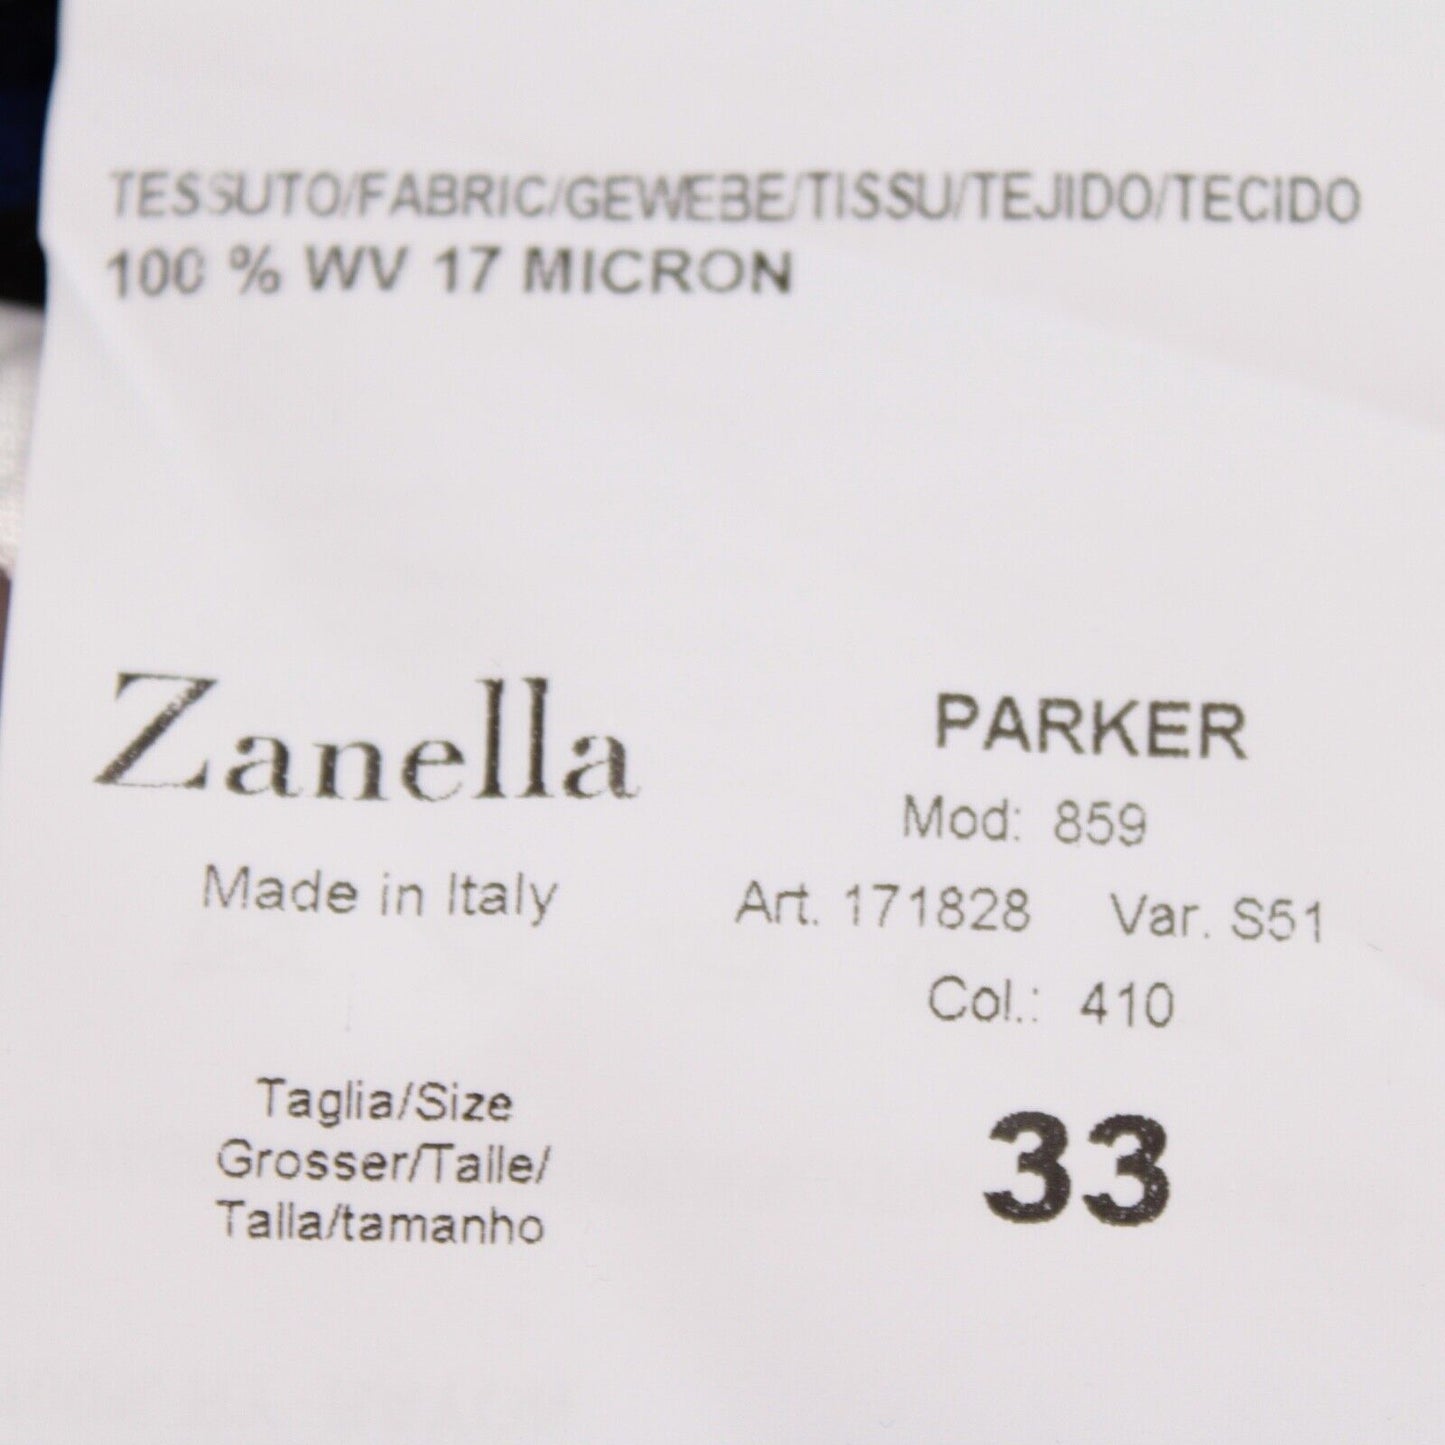 TESSUTO/FABRIC/GEWEBE/TISSU/TEJIDO/TECIDO
100 % WV 17 MICRON
Zanella
Made in Italy
PARKER
Mod: 859
Art. 171828 Var. S51
Col.: 410
Taglia/Size
Grosser/Taille/
Talla/tamanho
33